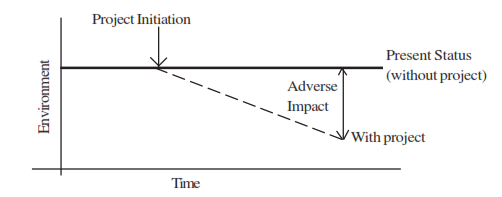 Project Initiation
Present Status
(without project)
Adverse
Impact
With project
Environment
Time